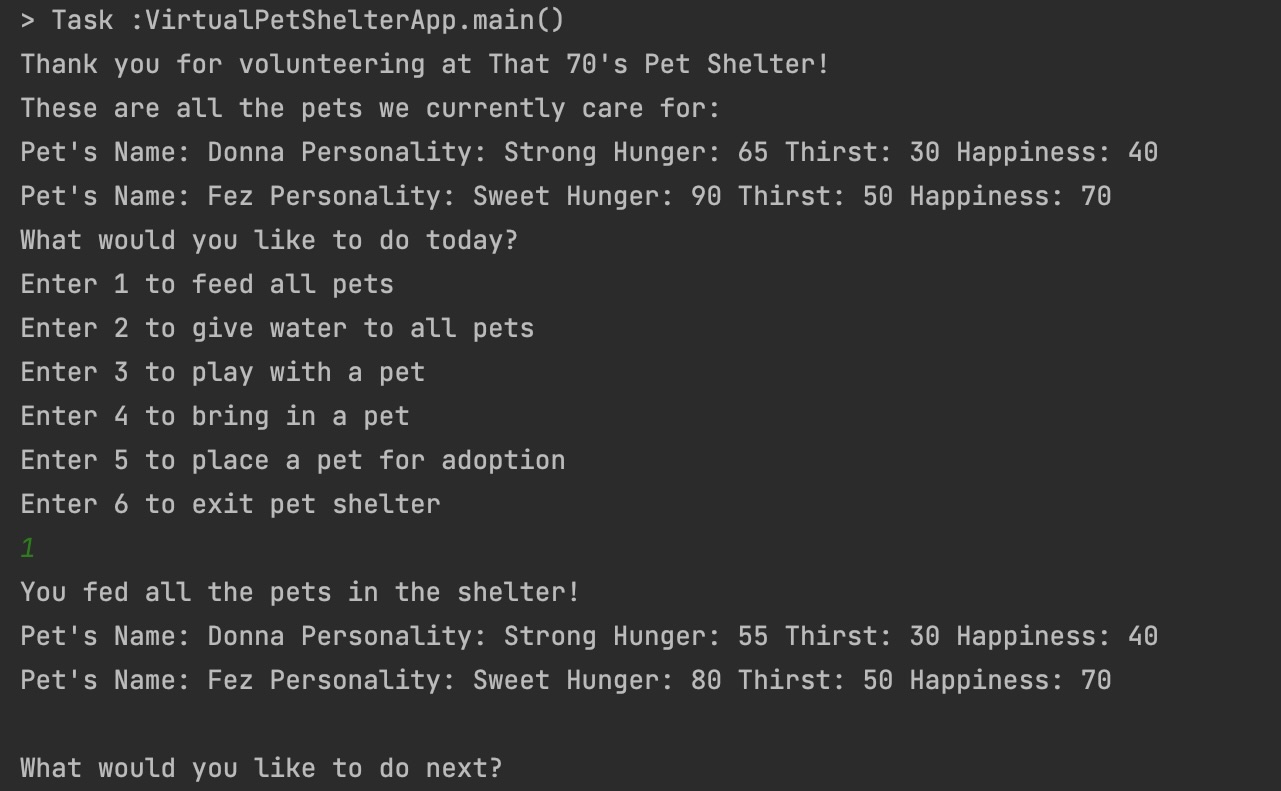 > Task :VirtualPetShelterApp.main()
Thank you for volunteering at That 70's Pet Shelter!
These are all the pets we currently care for:
Pet's Name: Donna Personality: Strong Hunger: 65 Thirst: 30 Happiness: 40
Pet's Name: Fez Personality: Sweet Hunger: 90 Thirst: 50 Happiness: 70
What would you like to do today?
Enter 1 to feed all pets
Enter 2 to give water to all pets
Enter 3 to play with a pet
Enter 4 to bring in a pet
Enter 5 to place a pet for adoption
Enter 6 to exit pet shelter
1
You fed all the pets in the shelter!
Pet's Name: Donna Personality: Strong Hunger: 55 Thirst: 30 Happiness: 40
Pet's Name: Fez Personality: Sweet Hunger: 80 Thirst: 50 Happiness: 70
What would you like to do next?